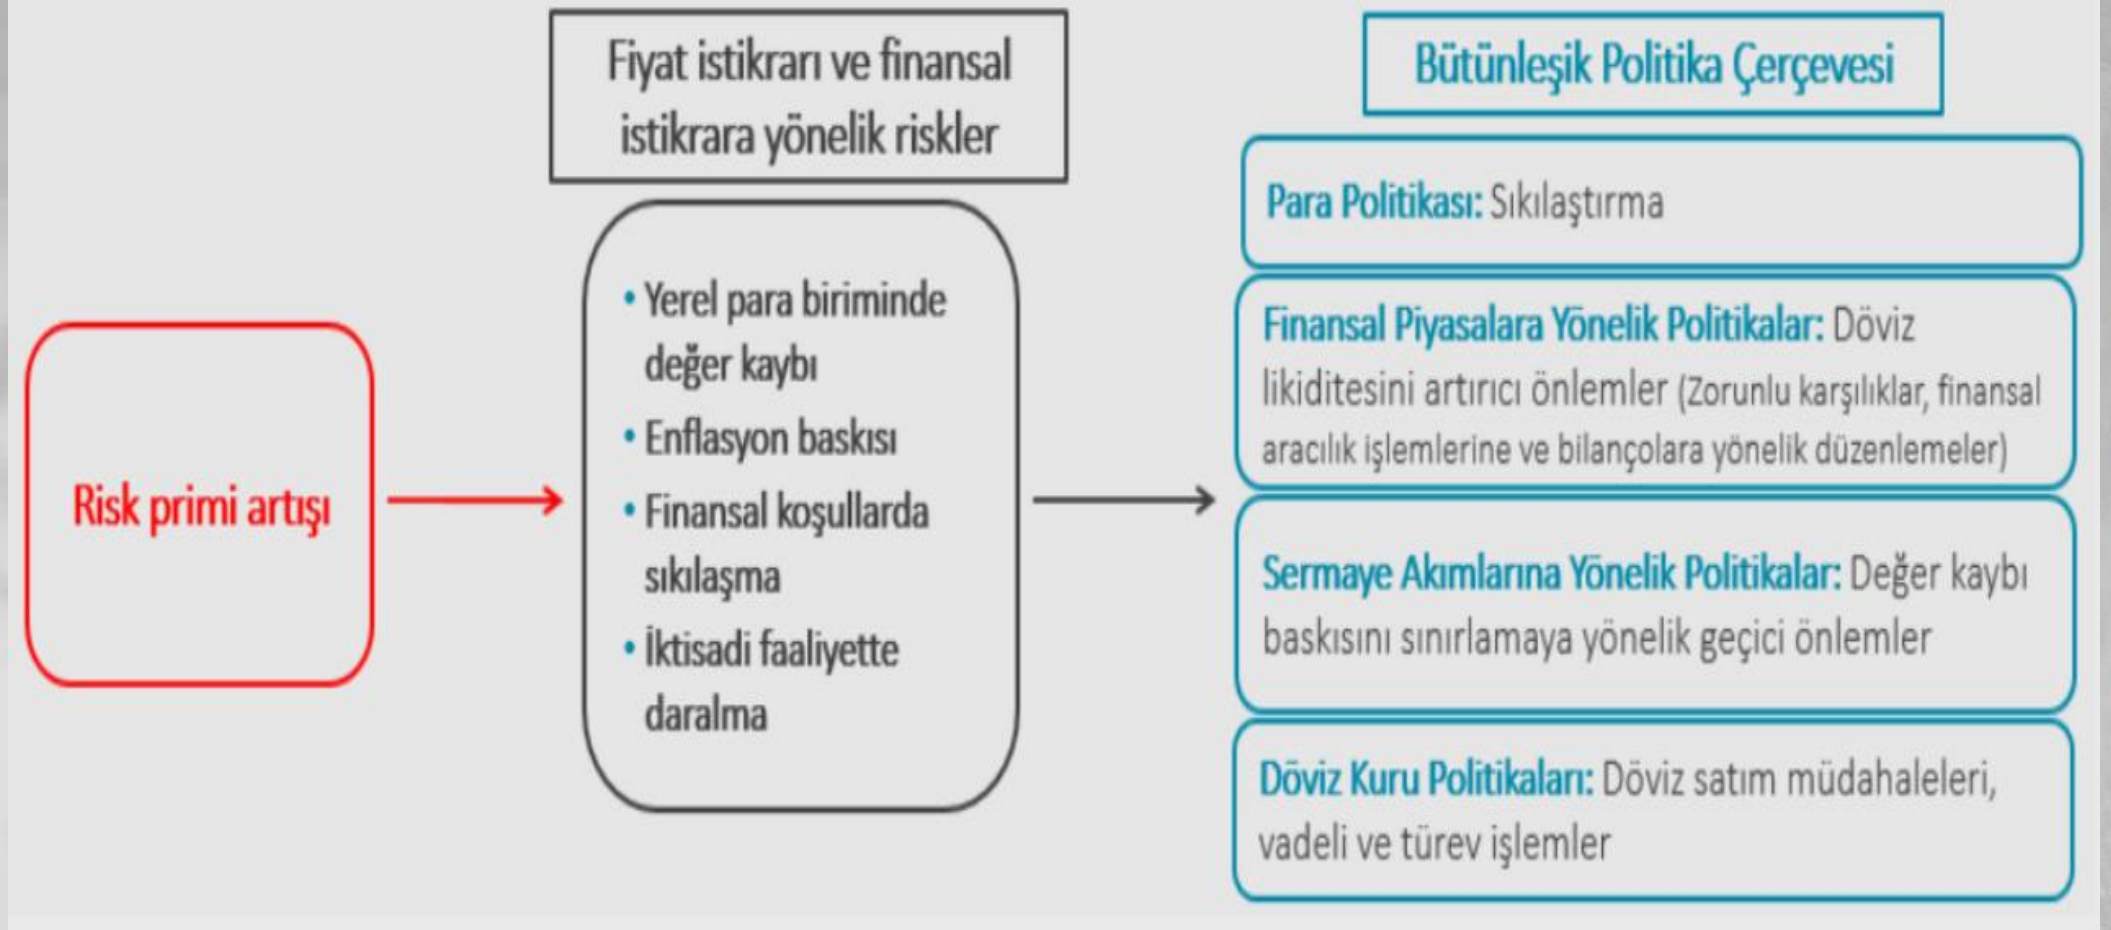 Risk primi artışı
Fiyat istikrarı ve finansal
istikrara yönelik riskler
• Yerel para biriminde
değer kaybı
• Enflasyon baskısı
• Finansal koşullarda
sıkılaşma
• İktisadi faaliyette
daralma
Bütünleşik Politika Çerçevesi
Para Politikası: Sıkılaştırma
Finansal Piyasalara Yönelik Politikalar: Döviz
likiditesini artırıcı önlemler (Zorunlu karşılıklar, finansal
aracılık işlemlerine ve bilançolara yönelik düzenlemeler)
Sermaye Akımlarına Yönelik Politikalar: Değer kaybı
baskısını sınırlamaya yönelik geçici önlemler
Döviz Kuru Politikaları: Döviz satım müdahaleleri,
vadeli ve türev işlemler